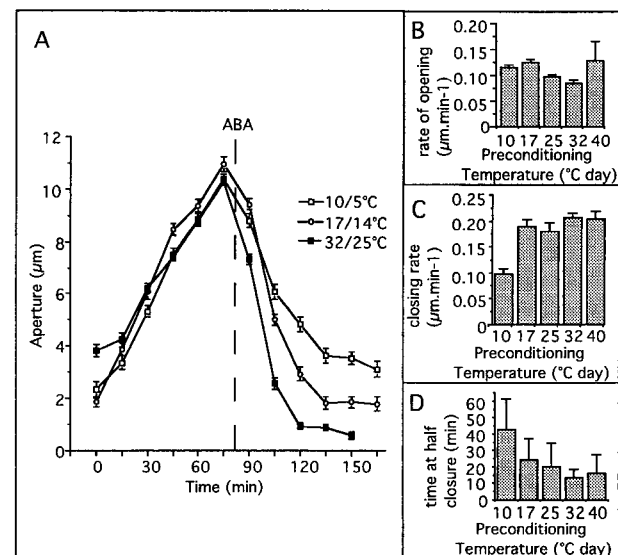 A
ABA
12
10
8
6
4
2
0
Aperture (µm)
0 30 60 90 120 150
Time (min)
10/5°C
17/14°C
32/25°C
B
rate of opening
(µm.min-1)
0.20
0.15
0.10
0.05
0
10 17 25 32 40
Preconditioning
Temperature (°C day)
C
closing rate
(µm.min-1)
0.25
0.20
0.15
0.10
0
10 17 25 32 40
Preconditioning
Temperature (°C day)
D
time at half
closure (min)
60
50
40
30
20
10
0
10 17 25 32 40
Preconditioning
Temperature (°C day)